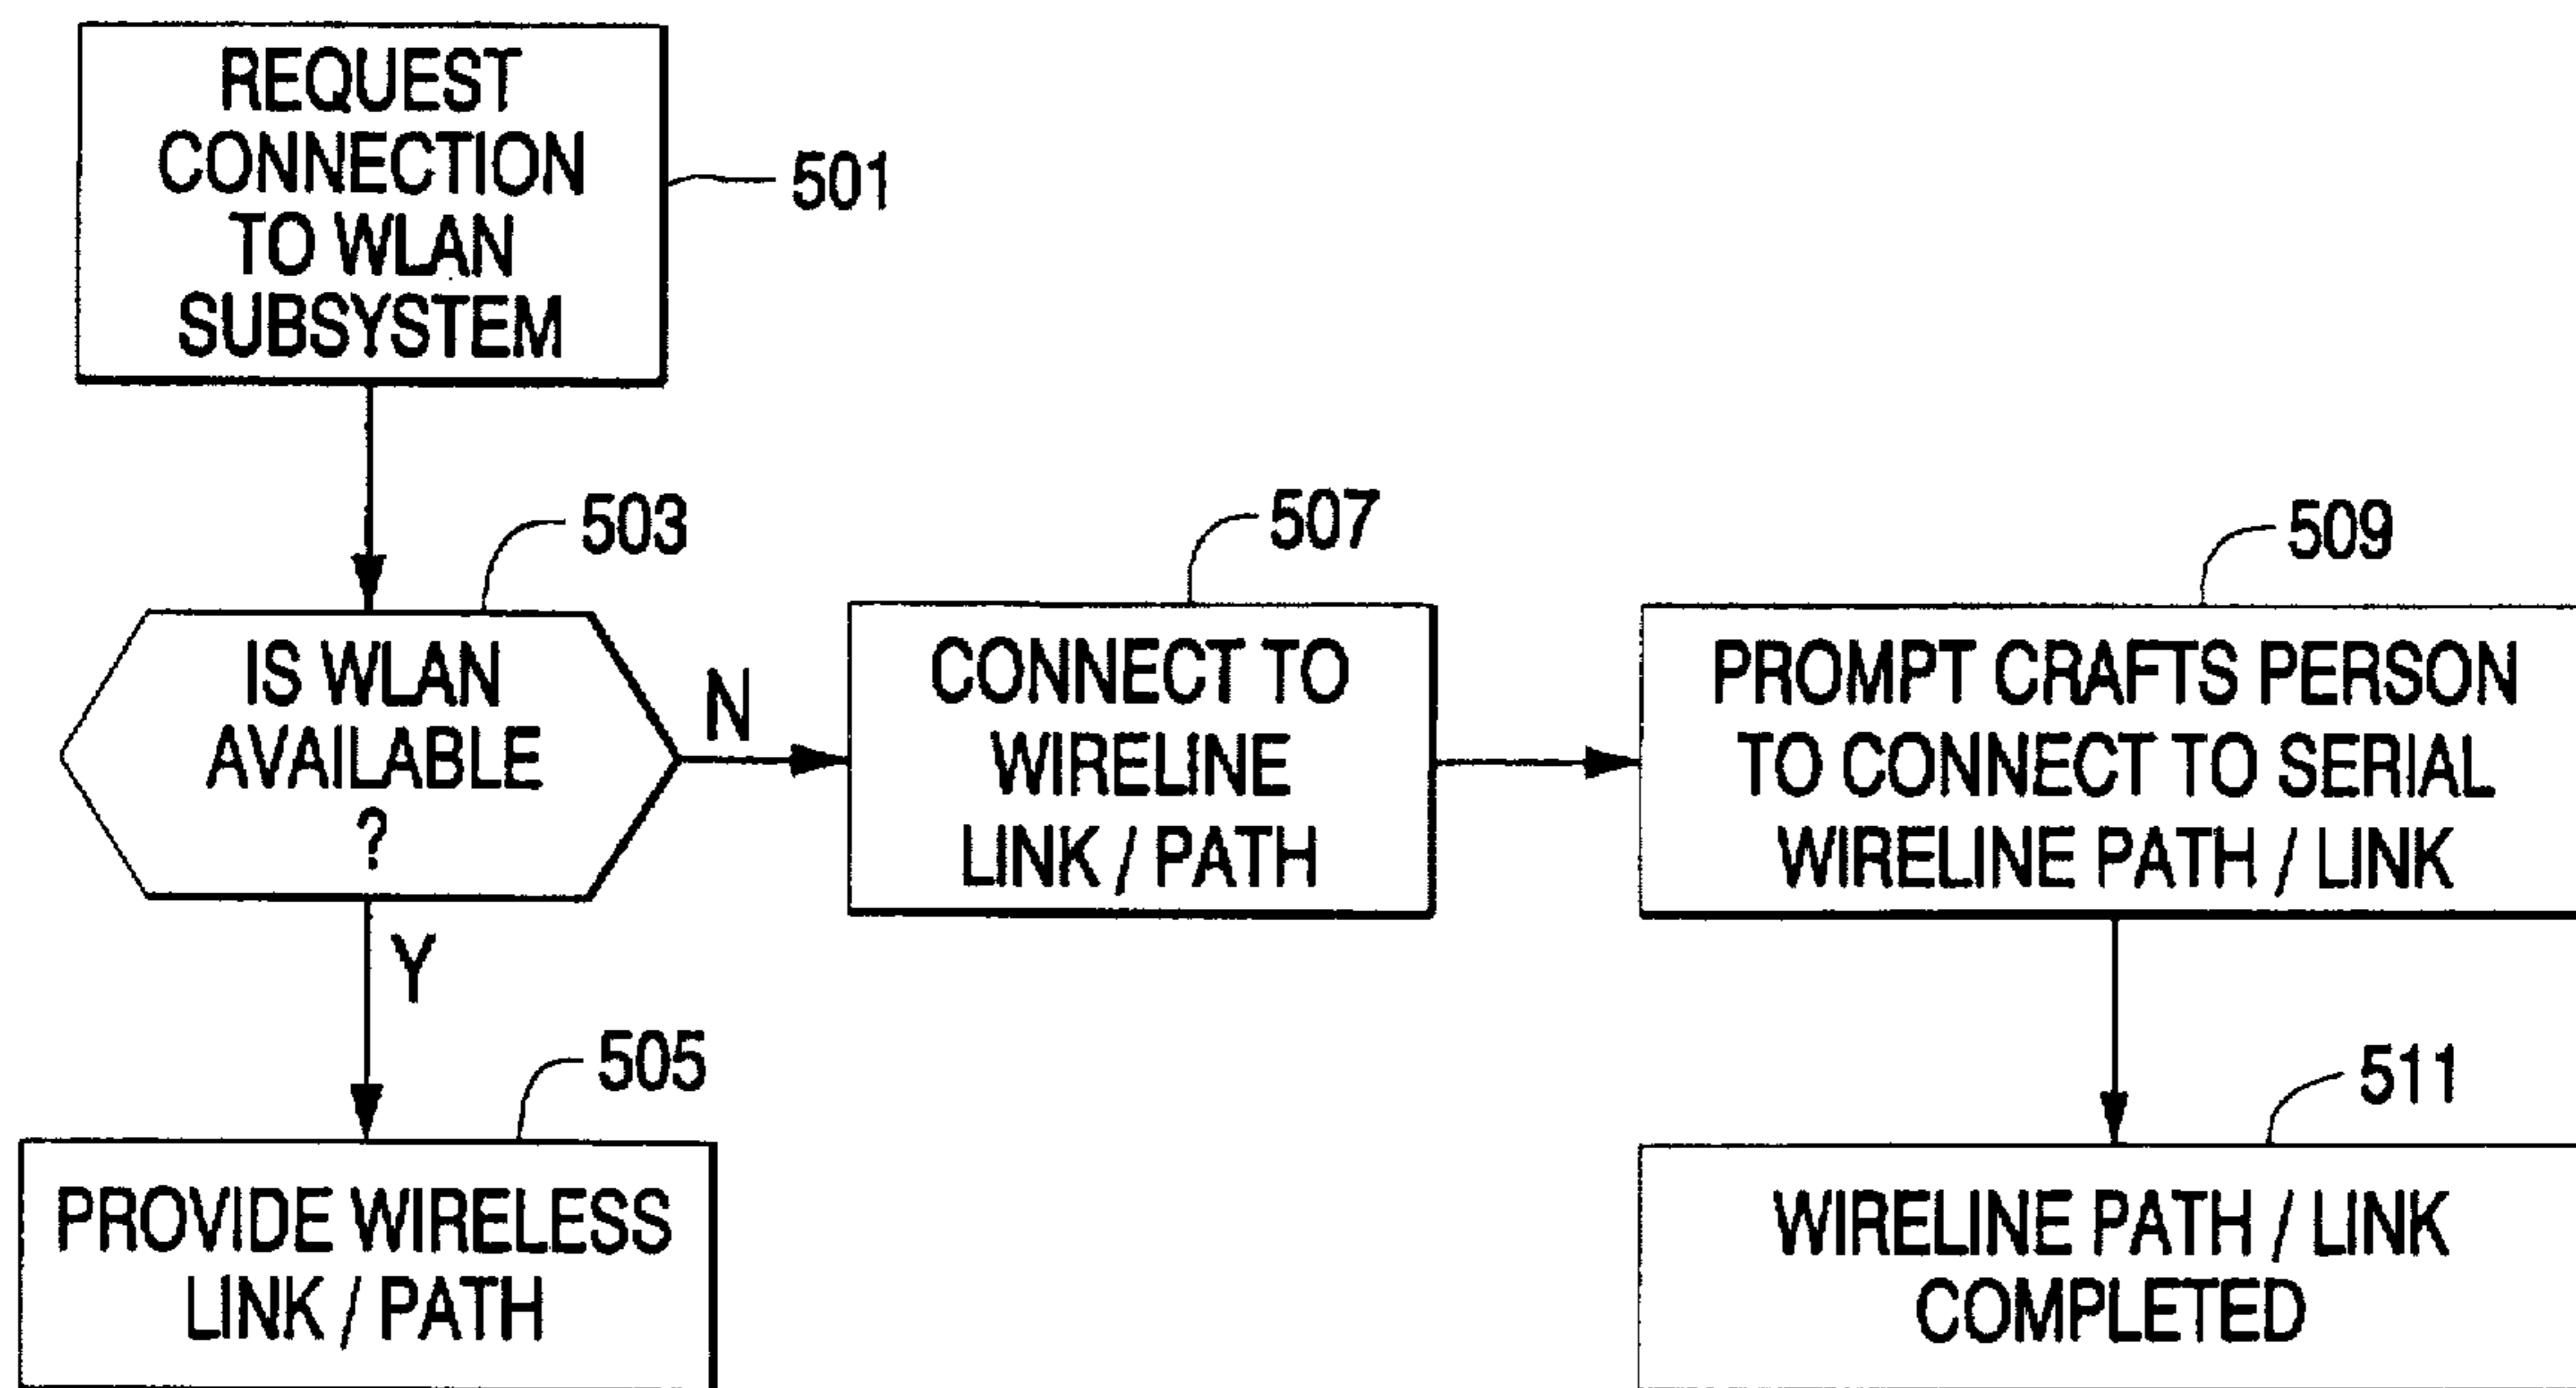 REQUEST
CONNECTION
TO WLAN
SUBSYSTEM
501
503
IS WLAN
AVAILABLE
?
N
Y
507
CONNECT TO
WIRELINE
LINK / PATH
509
PROMPT CRAFTS PERSON
TO CONNECT TO SERIAL
WIRELINE PATH / LINK
505
PROVIDE WIRELESS
LINK / PATH
511
WIRELINE PATH / LINK
COMPLETED